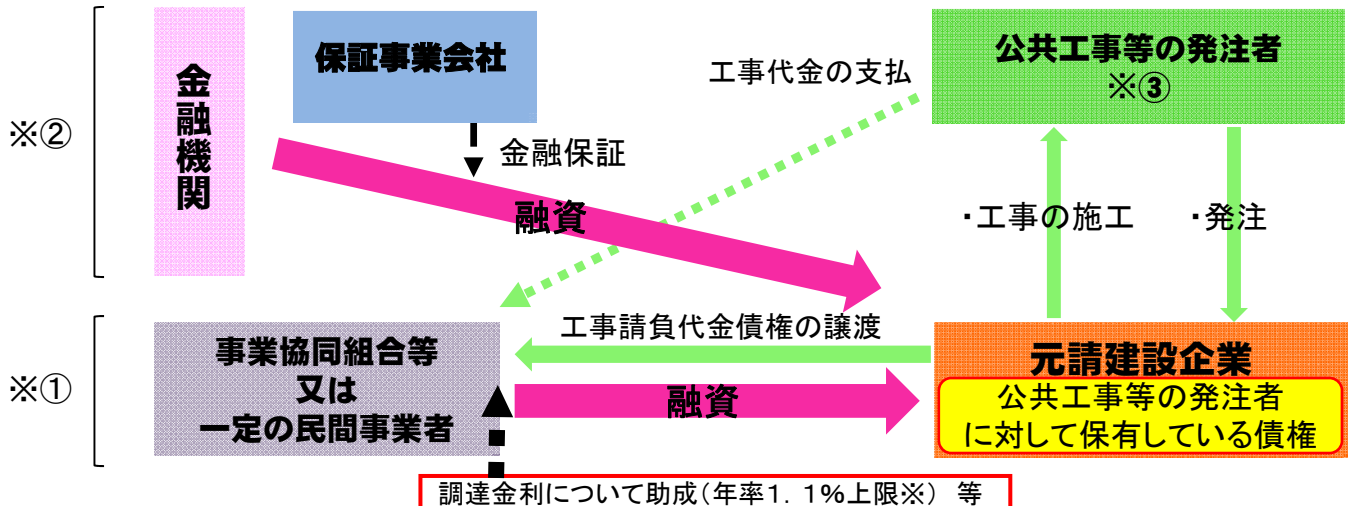 ※②
金融機関
保証事業会社
金融保証
融資
工事代金の支払
公共工事等の発注者
※③
・工事の施工
・発注
※①
事業協同組合等
又は
一定の民間事業者
工事請負代金債権の譲渡
融資
元請建設企業
公共工事等の発注者
に対して保有している債権
調達金利について助成(年率1.1%上限※) 等